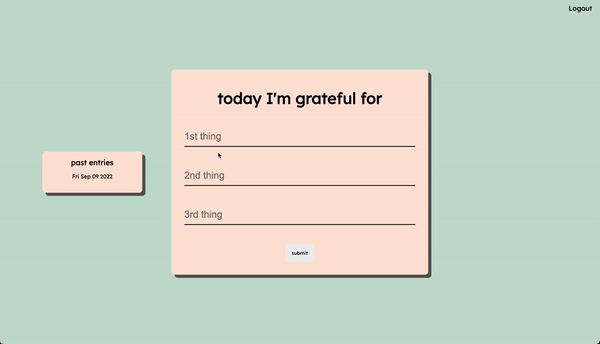 Logout
today I'm grateful for
1st thing
2nd thing
3rd thing
submit
past entries
Fri Sep 09 2022